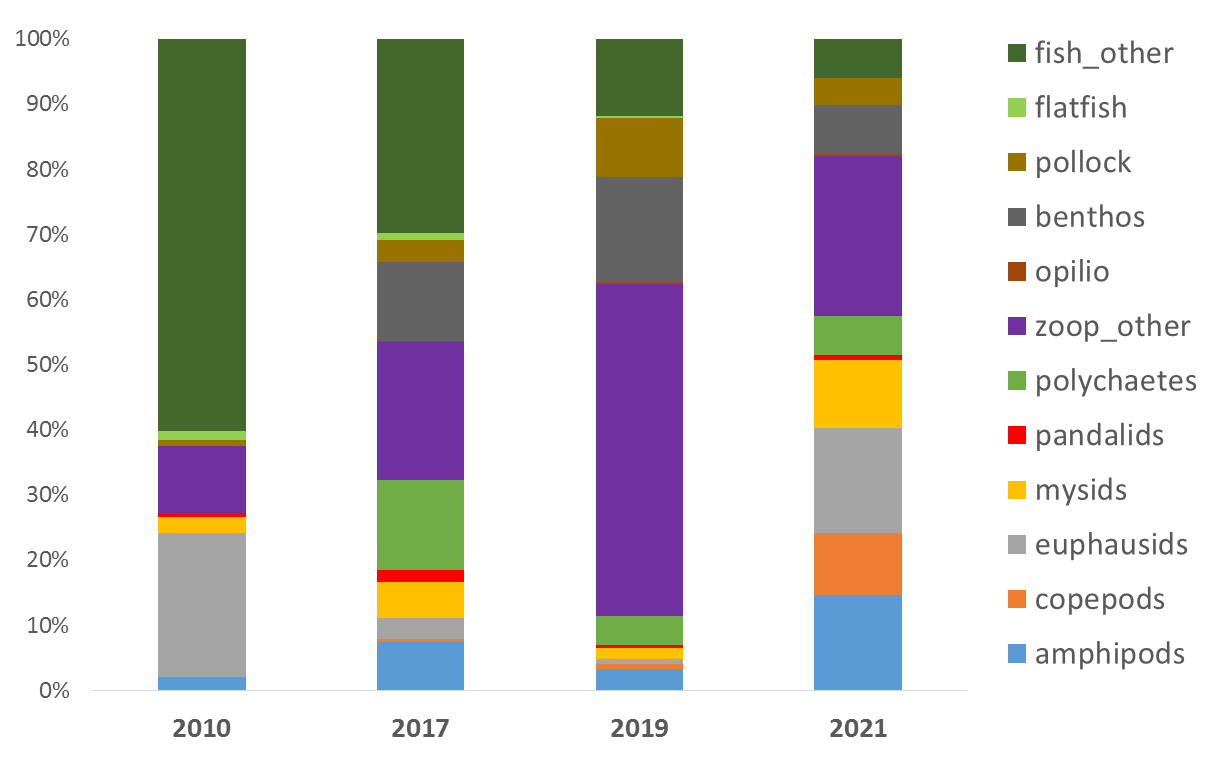 100%
90%
80%
70%
60%
50%
40%
30%
20%
10%
0%
2010
2017
2019
2021
fish_other
flatfish
pollock
benthos
opilio
zoop_other
polychaetes
pandalids
mysids
euphausids
copepods
amphipods